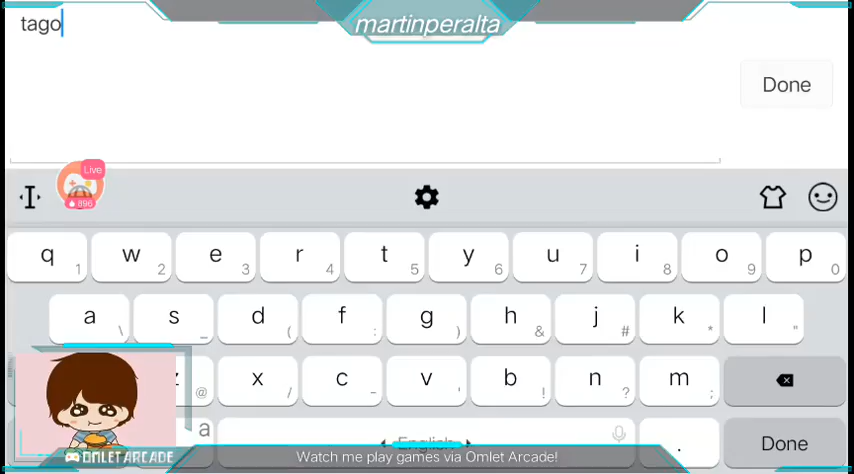 tago
martinperalta
Done
Live
896
q 1 w 2 e 3 r 4 t 5 y 6 u 7 i 8 o 9 p 0
a \ s _ d ( f : g ) h & j # k * l "
z @ x / c - v ' b ! n ? m ;
a English . Done
OMLET ARCADE
Watch me play games via Omlet Arcade!